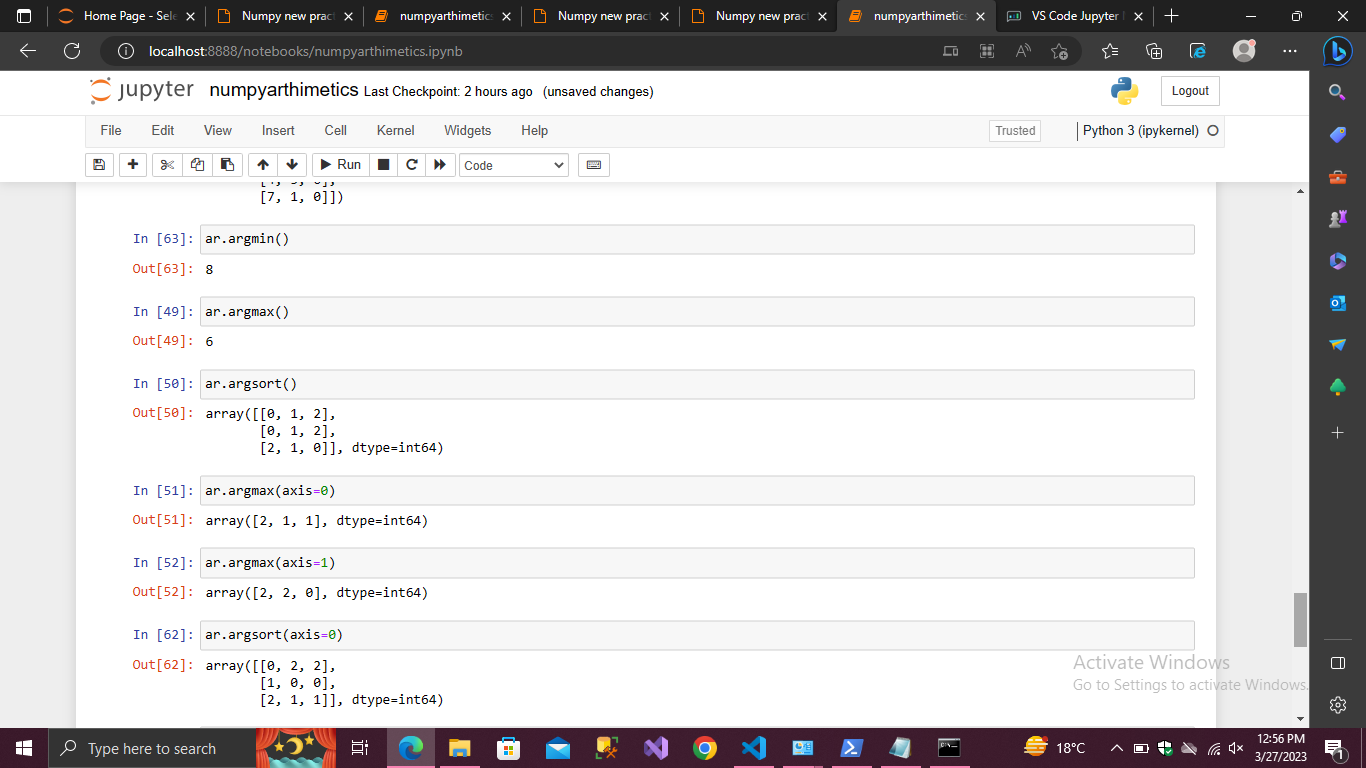 Home Page - Sele
Numpy new pract
numpyarthimetics
Numpy new pract
Numpy new pract
numpyarthimetics
VS Code Jupyter
localhost:8888/notebooks/numpyarthimetics.ipynb
jupyter numpyarthimetics Last Checkpoint: 2 hours ago (unsaved changes)
Logout
File Edit View Insert Cell Kernel Widgets Help
Trusted
Python 3 (ipykernel)
Run
Code
[7, 1, 0]])
In [63]: ar.argmin()
Out[63]: 8
In [49]: ar.argmax()
Out[49]: 6
In [50]: ar.argsort()
Out[50]: array([[0, 1, 2],
[0, 1, 2],
[2, 1, 0]], dtype=int64)
In [51]: ar.argmax(axis=0)
Out[51]: array([2, 1, 1], dtype=int64)
In [52]: ar.argmax(axis=1)
Out[52]: array([2, 2, 0], dtype=int64)
In [62]: ar.argsort(axis=0)
Out[62]: array([[0, 2, 2],
[1, 0, 0],
[2, 1, 1]], dtype=int64)
Activate Windows
Go to Settings to activate Windows.
Type here to search
18°C
12:56 PM
3/27/2023
1